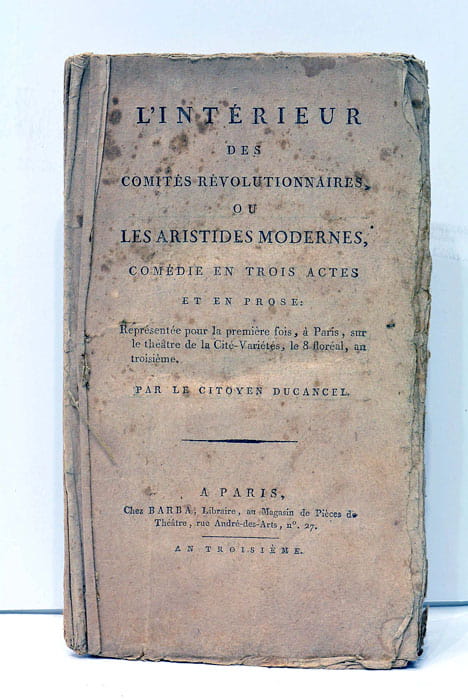 L'INTÉRIEUR
DES
COMITÉS RÉVOLUTIONNAIRES,
OU
LES ARISTIDES MODERNES,
COMÉDIE EN TROIS ACTES
ET EN PROSE:
Représentée pour la première fois, à Paris, sur
le théâtre de la Cité-Variétés, le 8 floréal, an
troisième.
PAR LE CITOYEN DUCANCEL.
A PARIS,
Chez BARBA, Libraire, au Magasin de Pièces de
Théâtre, rue André-des-Arts, n°. 27.
AN TROISIÈME.